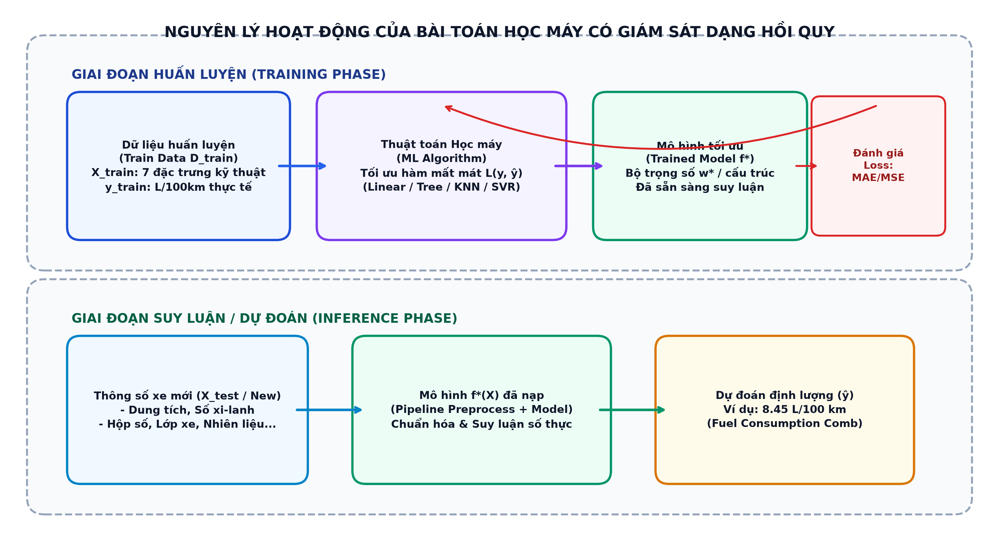 NGUYÊN LÝ HOẠT ĐỘNG CỦA BÀI TOÁN HỌC MÁY CÓ GIÁM SÁT DẠNG HỒI QUY
GIAI ĐOẠN HUẤN LUYỆN (TRAINING PHASE)
Dữ liệu huấn luyện
(Train Data D_train)
X_train: 7 đặc trưng kỹ thuật
y_train: L/100km thực tế
Thuật toán Học máy
(ML Algorithm)
Tối ưu hàm mất mát L(y, ŷ)
(Linear / Tree / KNN / SVR)
Mô hình tối ưu
(Trained Model f*)
Bộ trọng số w* / cấu trúc
Đã sẵn sàng suy luận
Đánh giá
Loss:
MAE/MSE
GIAI ĐOẠN SUY LUẬN / DỰ ĐOÁN (INFERENCE PHASE)
Thông số xe mới (X_test / New)
- Dung tích, Số xi-lanh
- Hộp số, Lớp xe, Nhiên liệu...
Mô hình f*(X) đã nạp
(Pipeline Preprocess + Model)
Chuẩn hóa & Suy luận số thực
Dự đoán định lượng (ŷ)
Ví dụ: 8.45 L/100 km
(Fuel Consumption Comb)